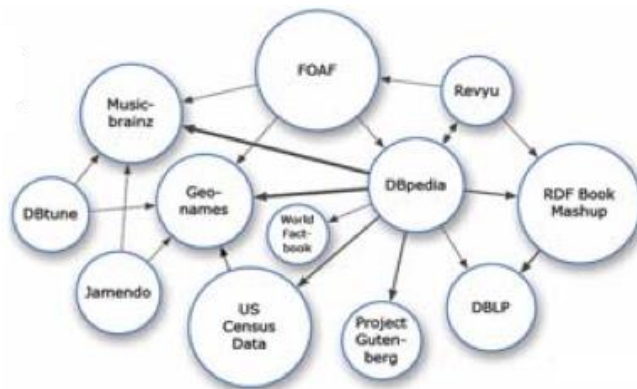 FOAF
Music-
brainz
Revyu
DBpedia
RDF Book
Mashup
Geo-
names
DBtune
World
Fact-
book
Jamendo
US
Census
Data
Project
Guten-
berg
DBLP